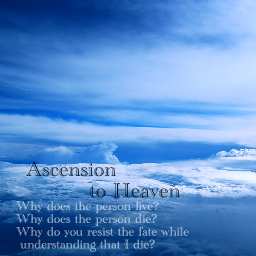 Ascension
to Heaven
Why does the person live?
Why does the person die?
Why do you resist the fate while
understanding that I die?